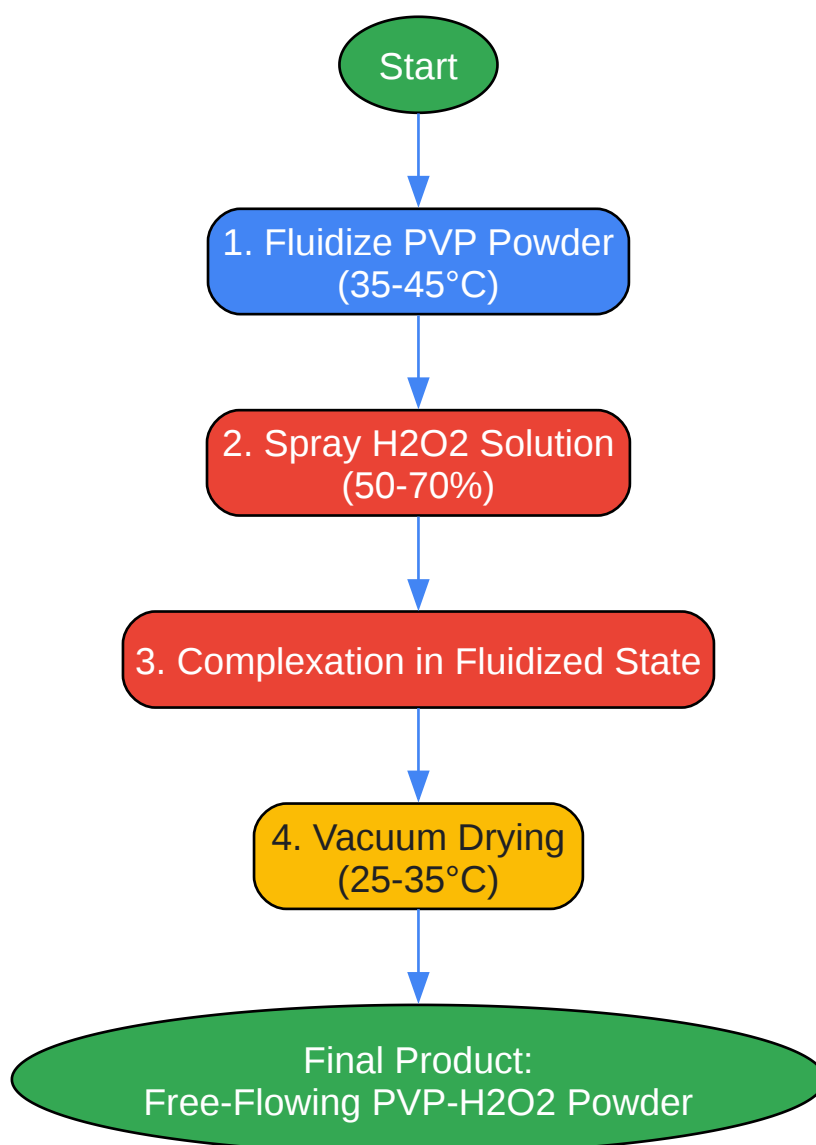 Start
1. Fluidize PVP Powder
(35-45°C)
2. Spray H2O2 Solution
(50-70%)
3. Complexation in Fluidized State
4. Vacuum Drying
(25-35°C)
Final Product:
Free-Flowing PVP-H2O2 Powder